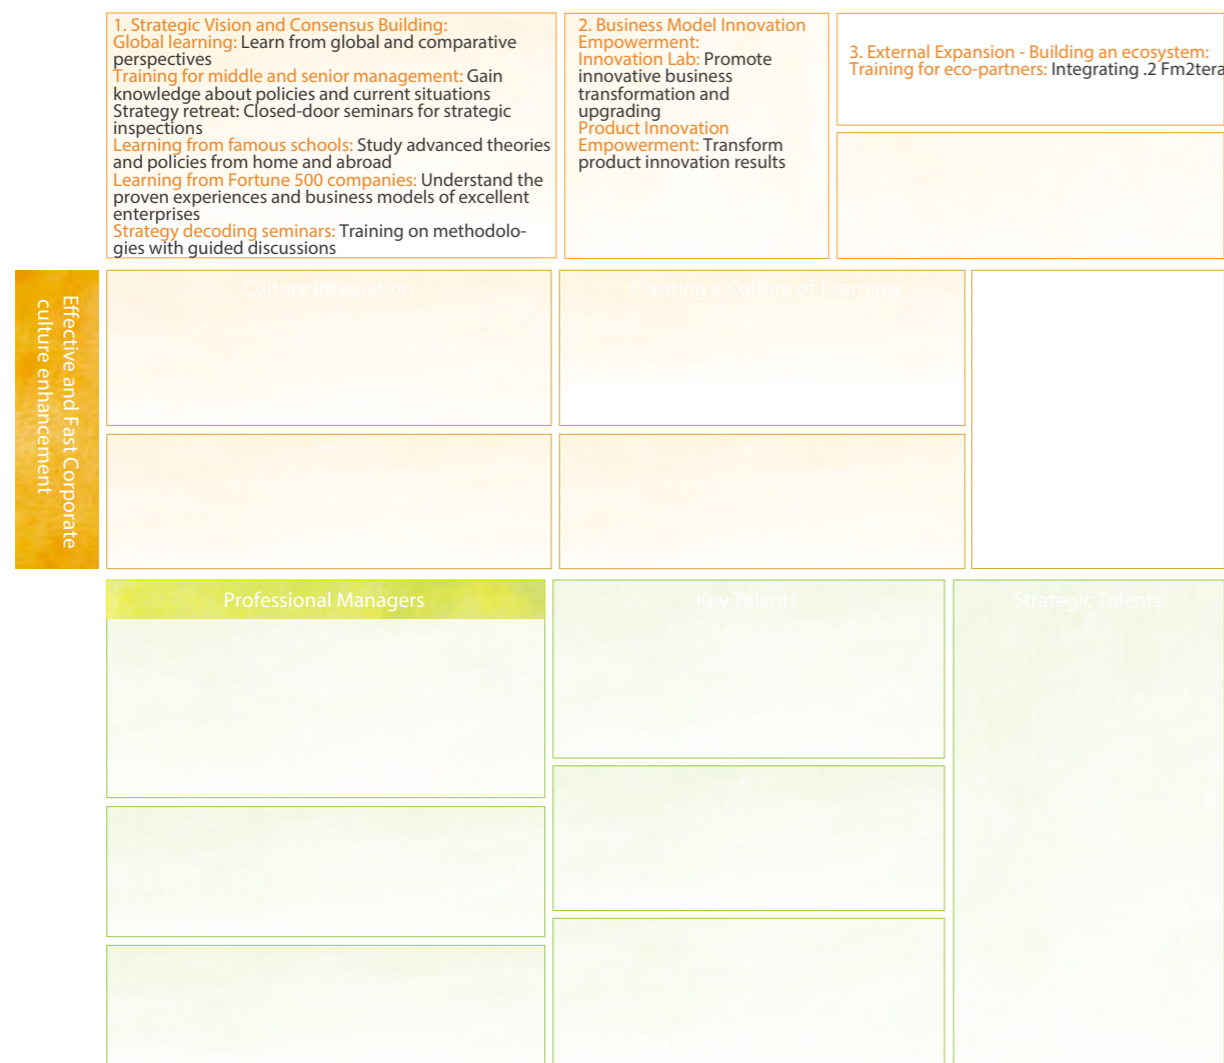 1. Strategic Vision and Consensus Building:
Global learning: Learn from global and comparative
perspectives
Training for middle and senior management: Gain
knowledge about policies and current situations
Strategy retreat: Closed-door seminars for strategic
inspections
Learning from famous schools: Study advanced theories
and policies from home and abroad
Learning from Fortune 500 companies: Understand the
proven experiences and business models of excellent
enterprises
Strategy decoding seminars: Training on methodolo-
gies with guided discussions
2. Business Model Innovation
Empowerment:
Innovation Lab: Promote
innovative business
transformation and
upgrading
Product Innovation
Empowerment: Transform
product innovation results
3. External Expansion - Building an ecosystem:
Training for eco-partners: Integrating .2 Fm2tera
Effective and Fast Corporate
culture enhancement
Culture Integration
Creating a Culture of Learning
Professional Managers
Key Talents
Strategic Talents